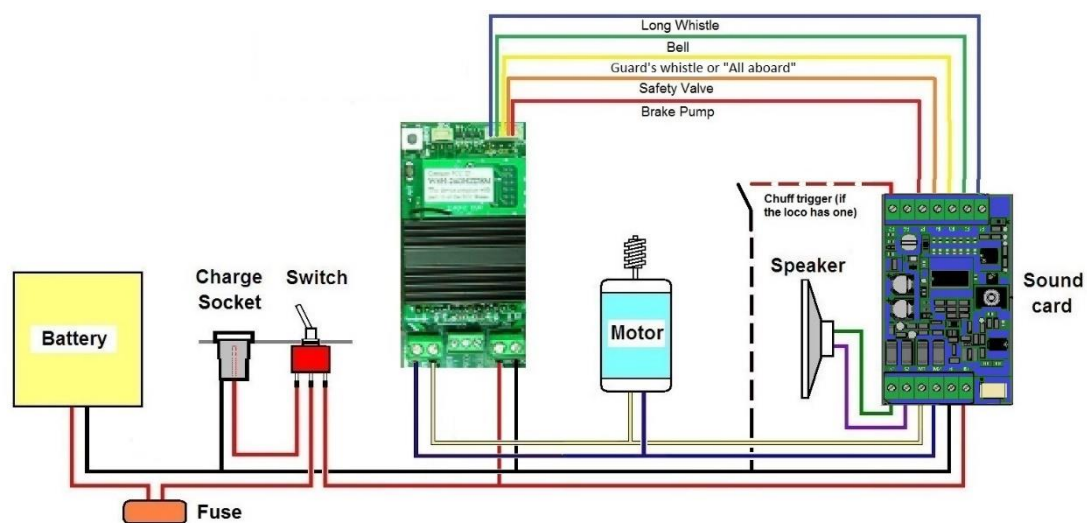 Long Whistle
Bell
Guard's whistle or "All aboard"
Safety Valve
Brake Pump
Chuff trigger (if
the loco has one)
Charge
Socket
Switch
Speaker
Sound
card
Battery
Motor
Fuse